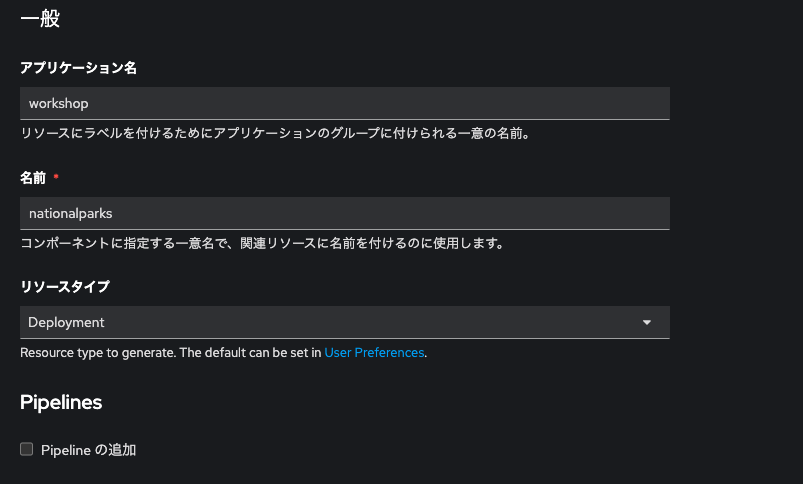 一般
アプリケーション名
workshop
リソースにラベルを付けるためにアプリケーションのグループに付けられる一意の名前。
名前 *
nationalparks
コンポーネントに指定する一意名で、関連リソースに名前を付けるのに使用します。
リソースタイプ
Deployment
Resource type to generate. The default can be set in User Preferences.
Pipelines
Pipeline の追加